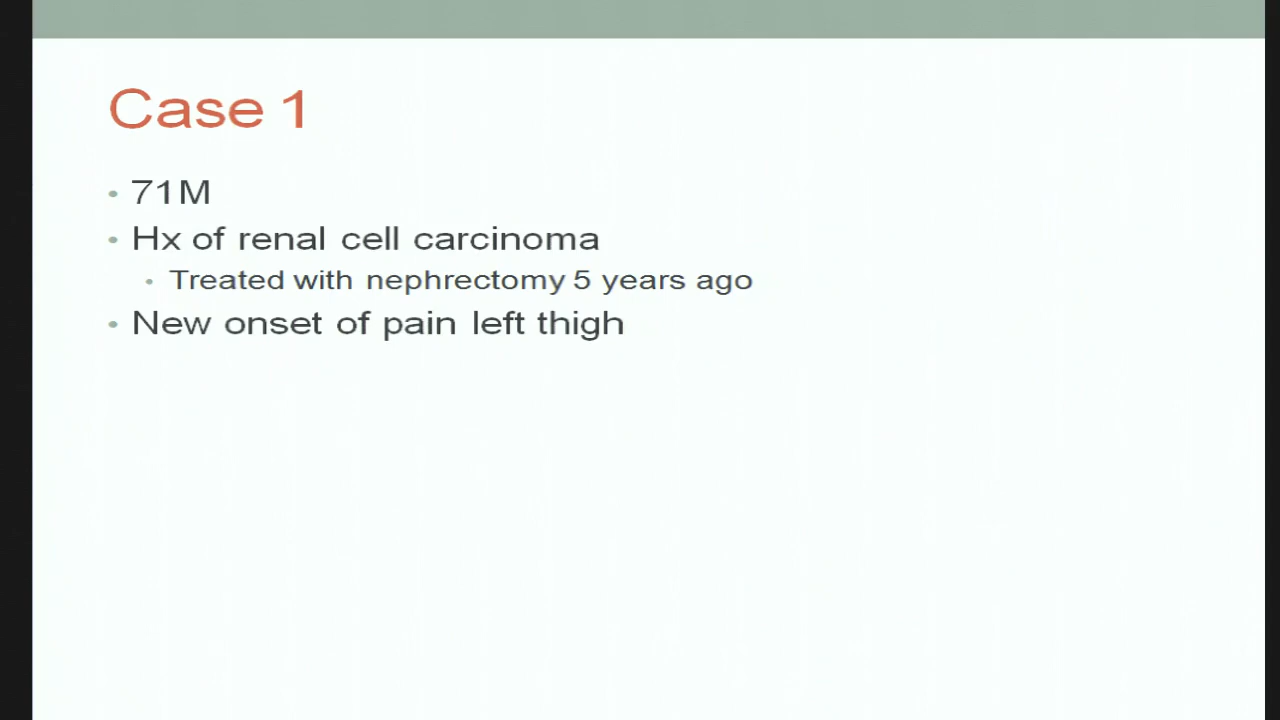 Case 1
71M
Hx of renal cell carcinoma
Treated with nephrectomy 5 years ago
New onset of pain left thigh